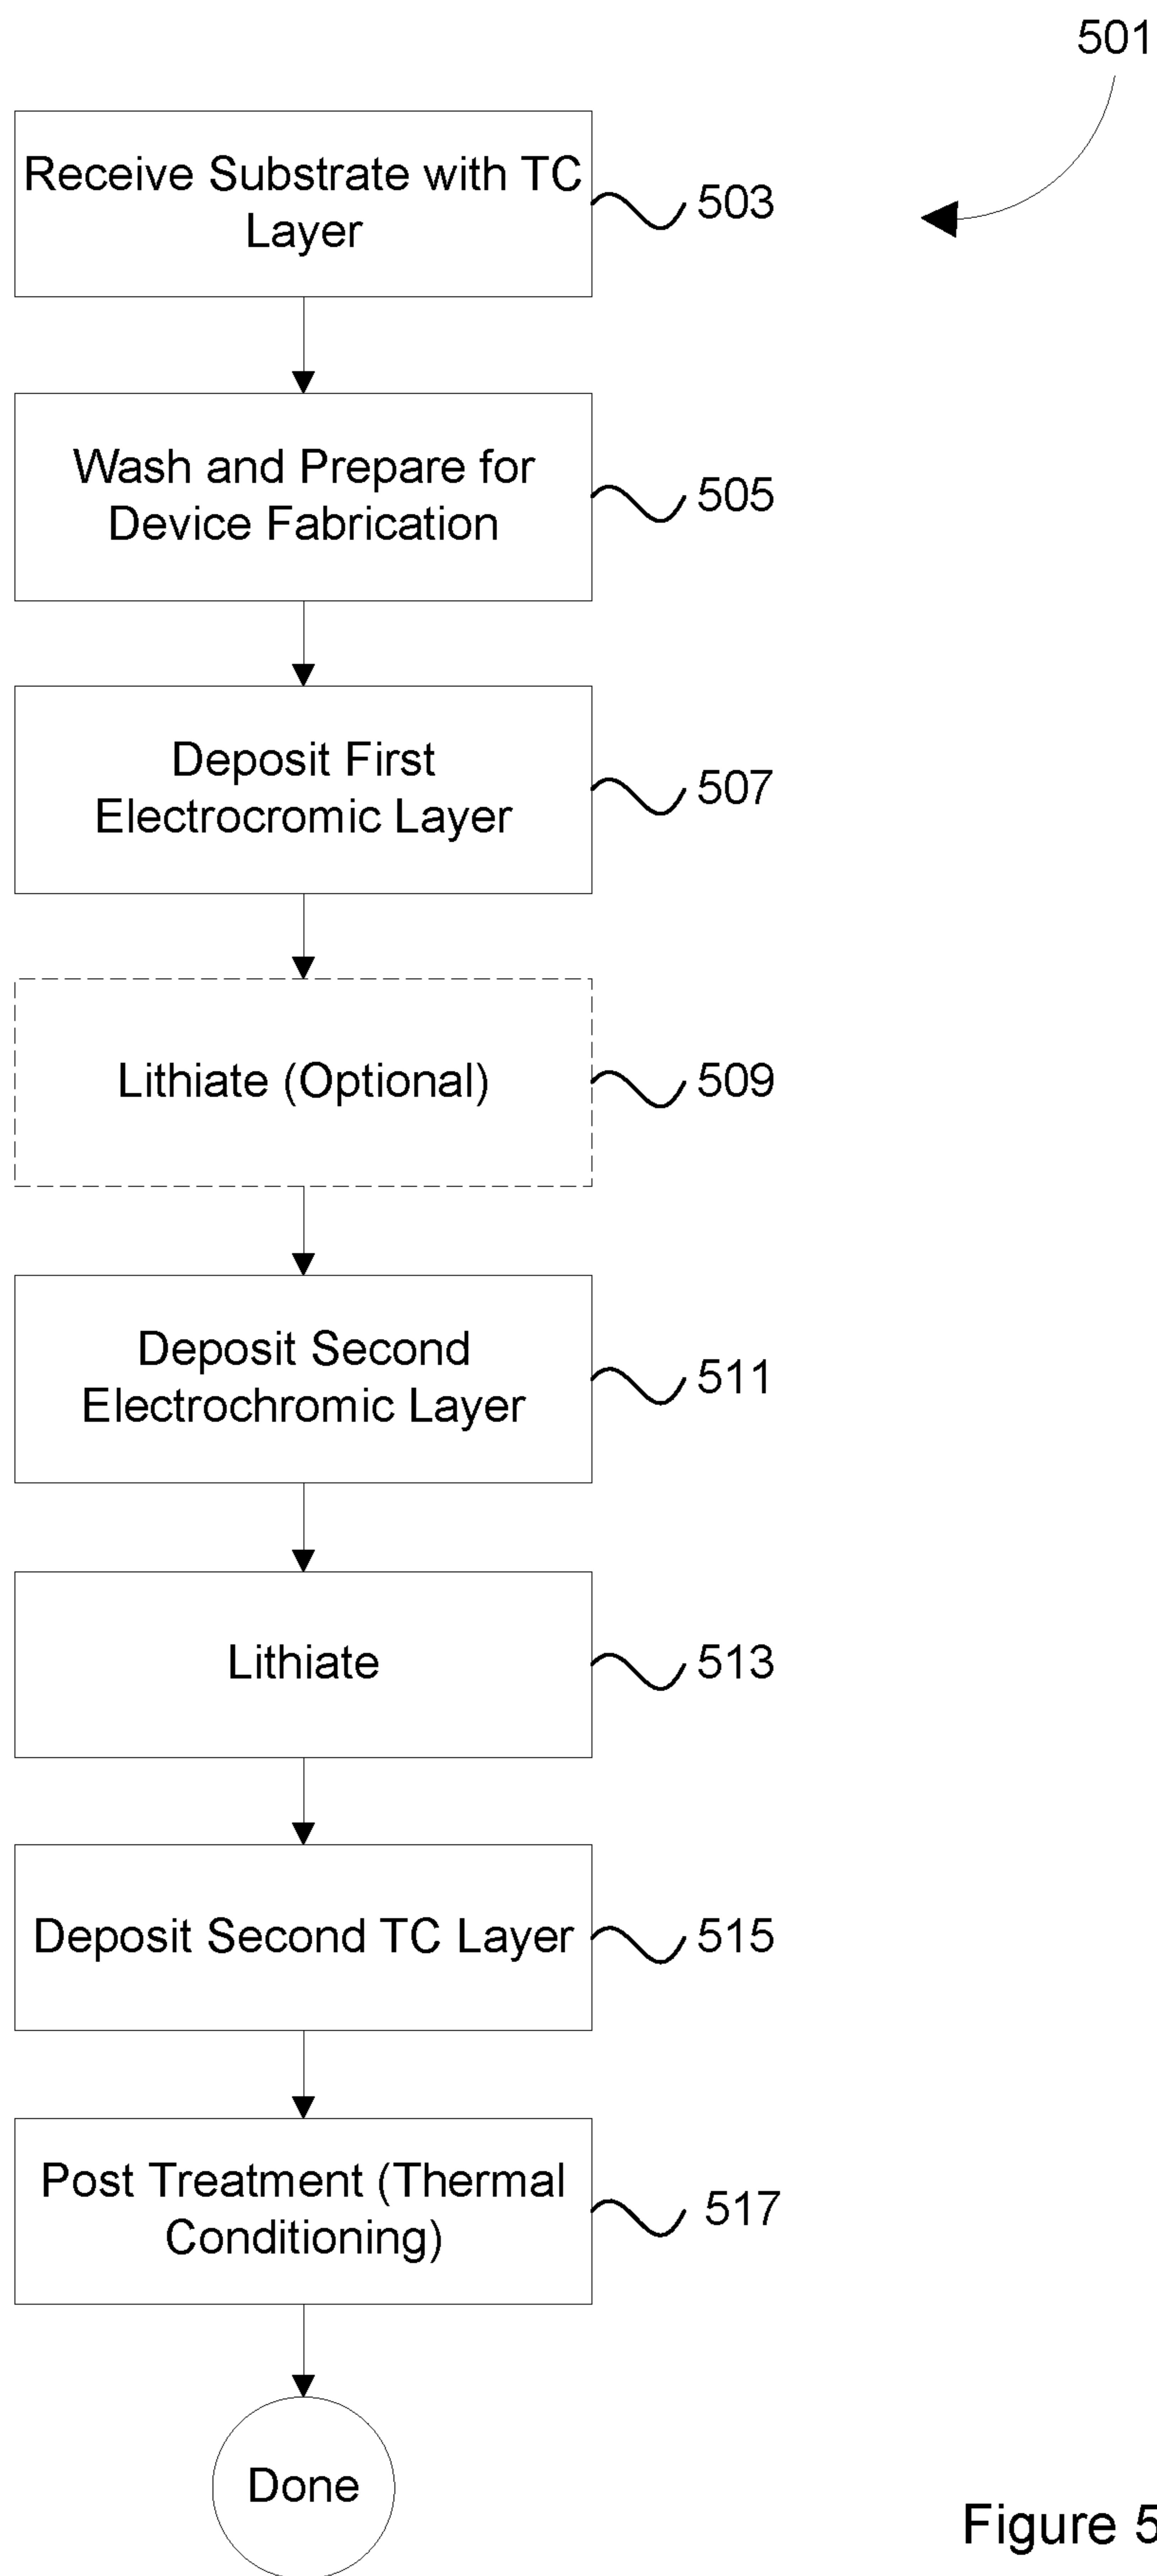 501
Receive Substrate with TC
Layer
503
Wash and Prepare for
Device Fabrication
505
Deposit First
Electrocromic Layer
507
Lithiate (Optional)
509
Deposit Second
Electrochromic Layer
511
Lithiate
513
Deposit Second TC Layer
515
Post Treatment (Thermal
Conditioning)
517
Done
Figure 5